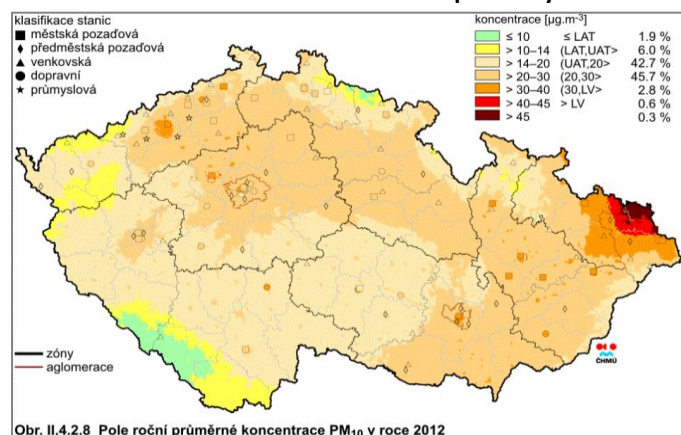 klasifikace stanic
městská pozaďová
předměstská pozaďová
venkovská
dopravní
průmyslová
koncentrace [µg.m⁻³]
≤ 10 ≤ LAT 1.9 %
> 10–14 (LAT,UAT> 6.0 %
> 14–20 (UAT,20> 42.7 %
> 20–30 (20,30> 45.7 %
> 30–40 (30,LV> 2.8 %
> 40–45 > LV 0.6 %
> 45 0.3 %
zóny
aglomerace
ČHMÚ
Obr. II.4.2.8 Pole roční průměrné koncentrace PM₁₀ v roce 2012